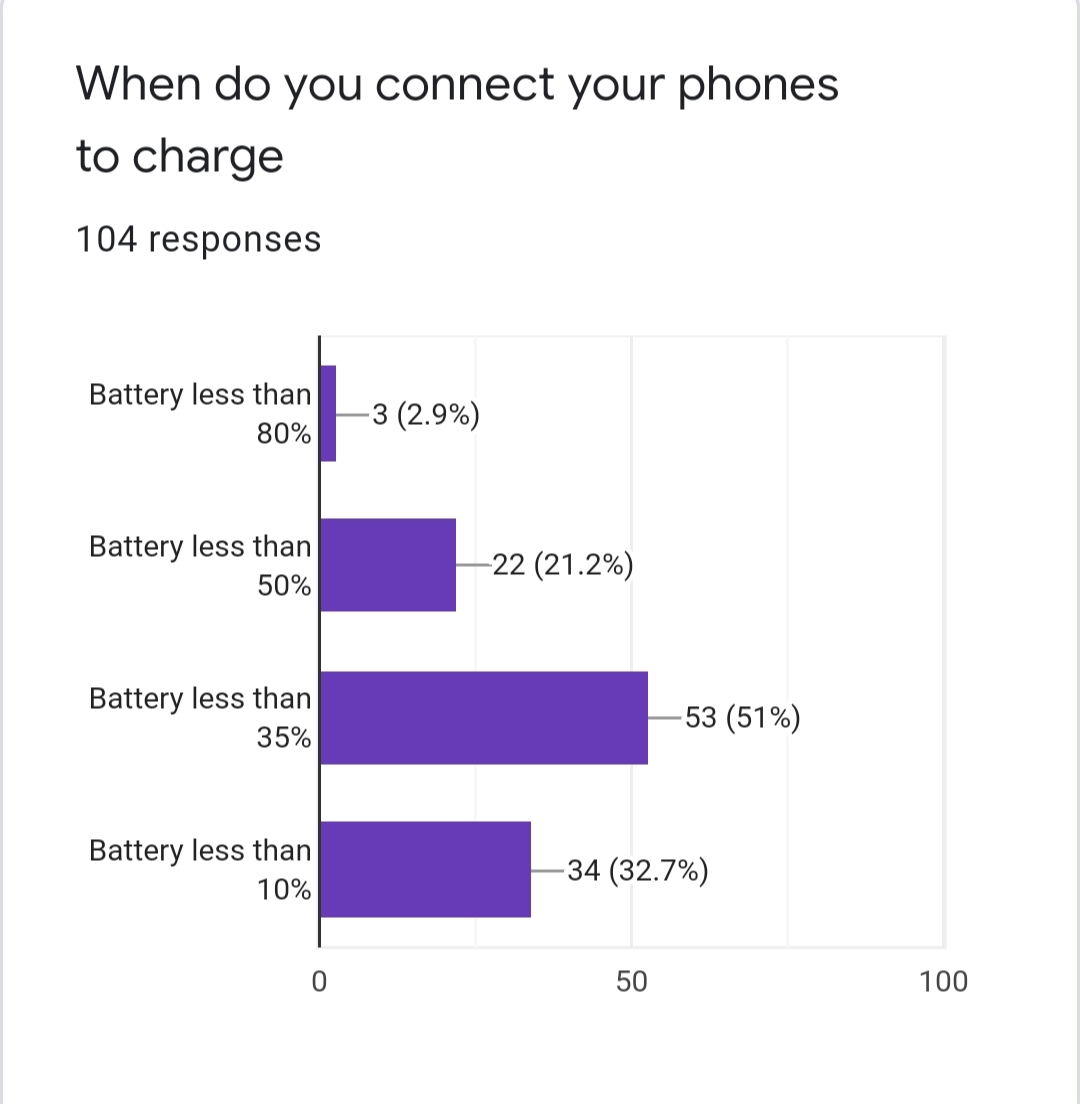 When do you connect your phones
to charge
104 responses
Battery less than
80%
3 (2.9%)
Battery less than
50%
22 (21.2%)
Battery less than
35%
53 (51%)
Battery less than
10%
34 (32.7%)
0 50 100